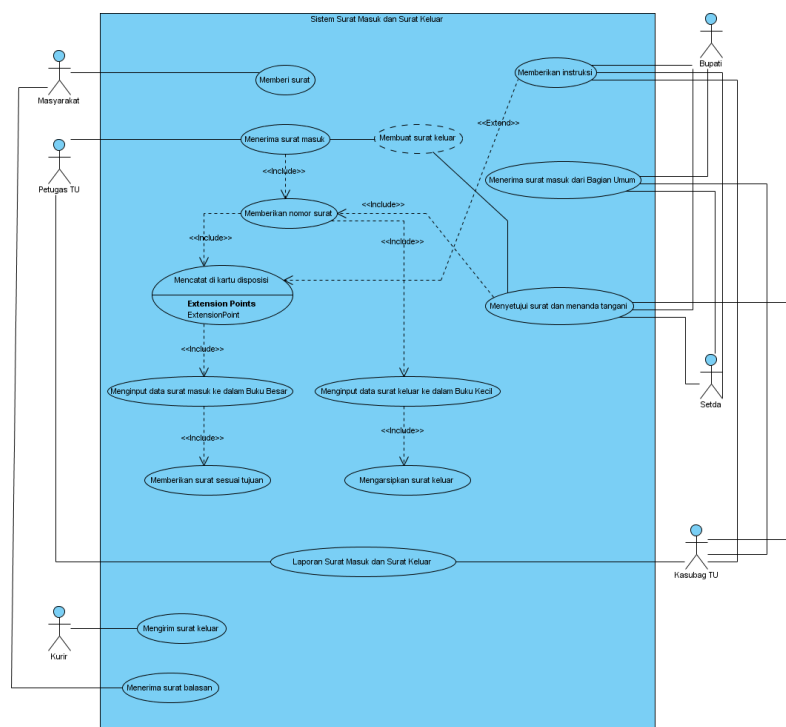 Sistem Surat Masuk dan Surat Keluar
Masyarakat
Memberi surat
Memberikan instruksi
Bupati
<<Extend>>
Petugas TU
Menerima surat masuk
Membuat surat keluar
<<Include>>
Menerima surat masuk dari Bagian Umum
Memberikan nomor surat
<<Include>>
<<Include>>
<<Include>>
Mencatat di kartu disposisi
Extension Points
ExtensionPoint
Menyetujui surat dan menanda tangani
<<Include>>
Menginput data surat masuk ke dalam Buku Besar
Menginput data surat keluar ke dalam Buku Kecil
Setda
<<Include>>
<<Include>>
Memberikan surat sesuai tujuan
Mengarsipkan surat keluar
Laporan Surat Masuk dan Surat Keluar
Kasubag TU
Kurir
Mengirim surat keluar
Menerima surat balasan